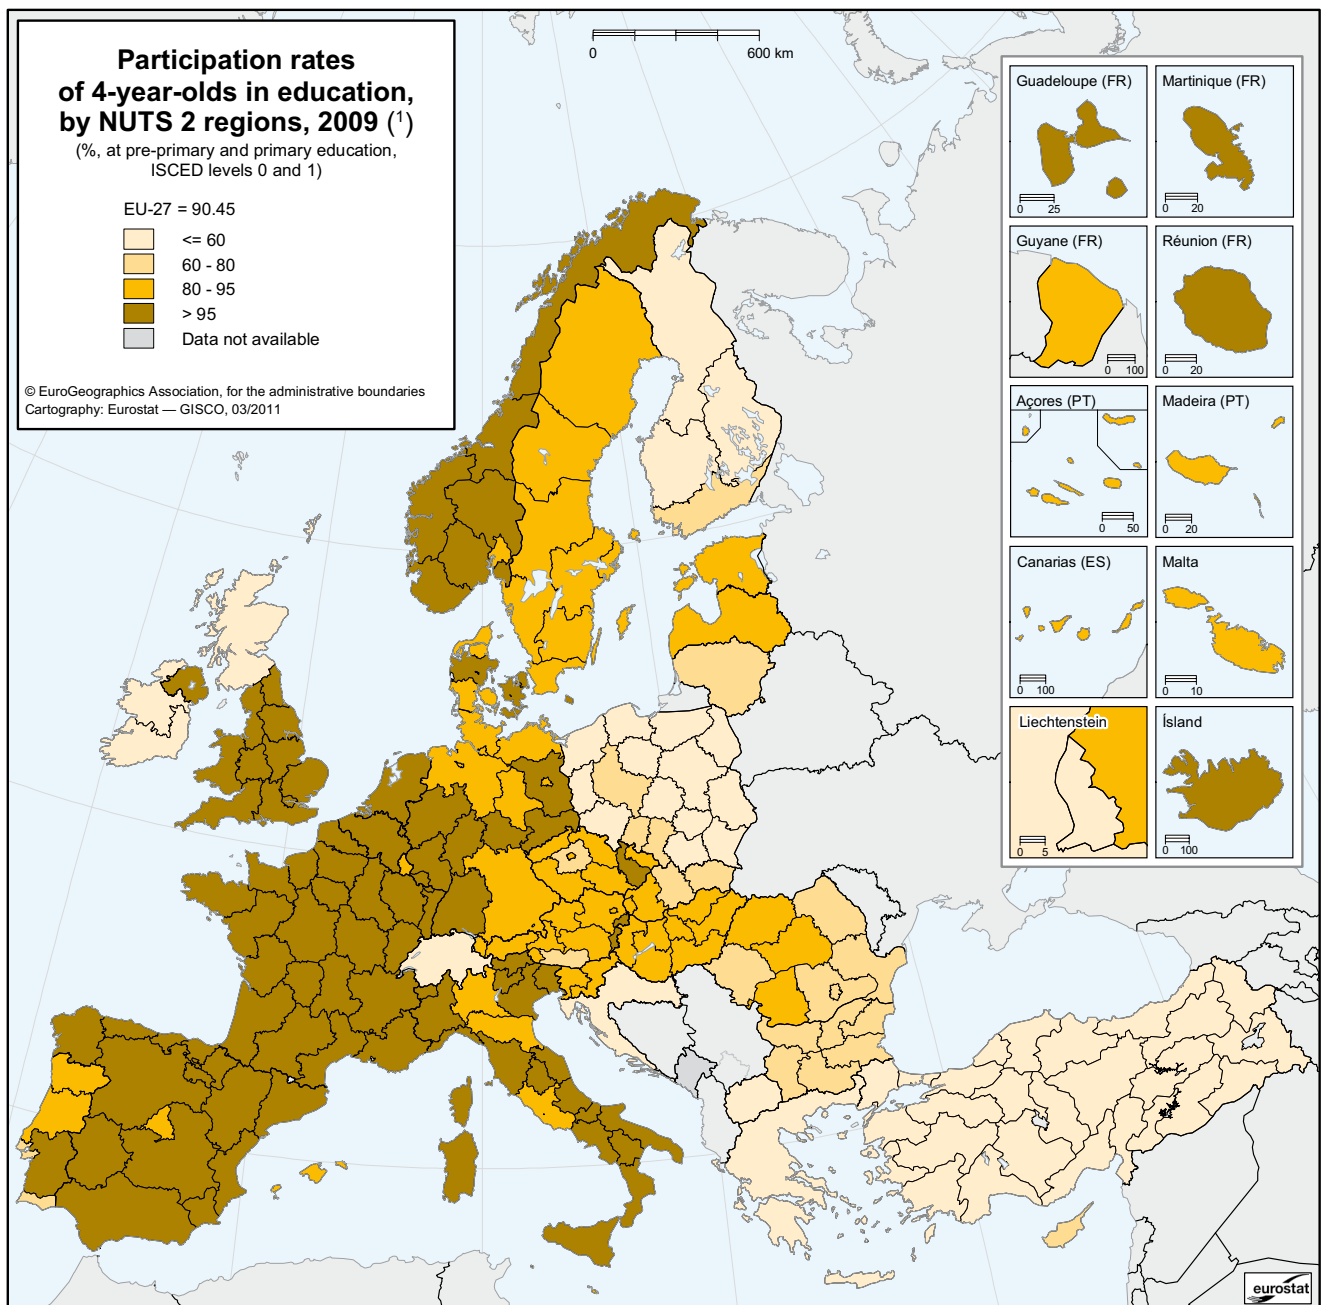 Participation rates
of 4-year-olds in education,
by NUTS 2 regions, 2009 (¹)
(%, at pre-primary and primary education,
ISCED levels 0 and 1)
EU-27 = 90.45
<= 60
60 - 80
80 - 95
> 95
Data not available
© EuroGeographics Association, for the administrative boundaries
Cartography: Eurostat — GISCO, 03/2011
0 600 km
Guadeloupe (FR)
0 25
Martinique (FR)
0 20
Guyane (FR)
0 100
Réunion (FR)
0 20
Açores (PT)
0 50
Madeira (PT)
0 20
Canarias (ES)
0 100
Malta
0 10
Liechtenstein
0 5
Ísland
0 100
eurostat